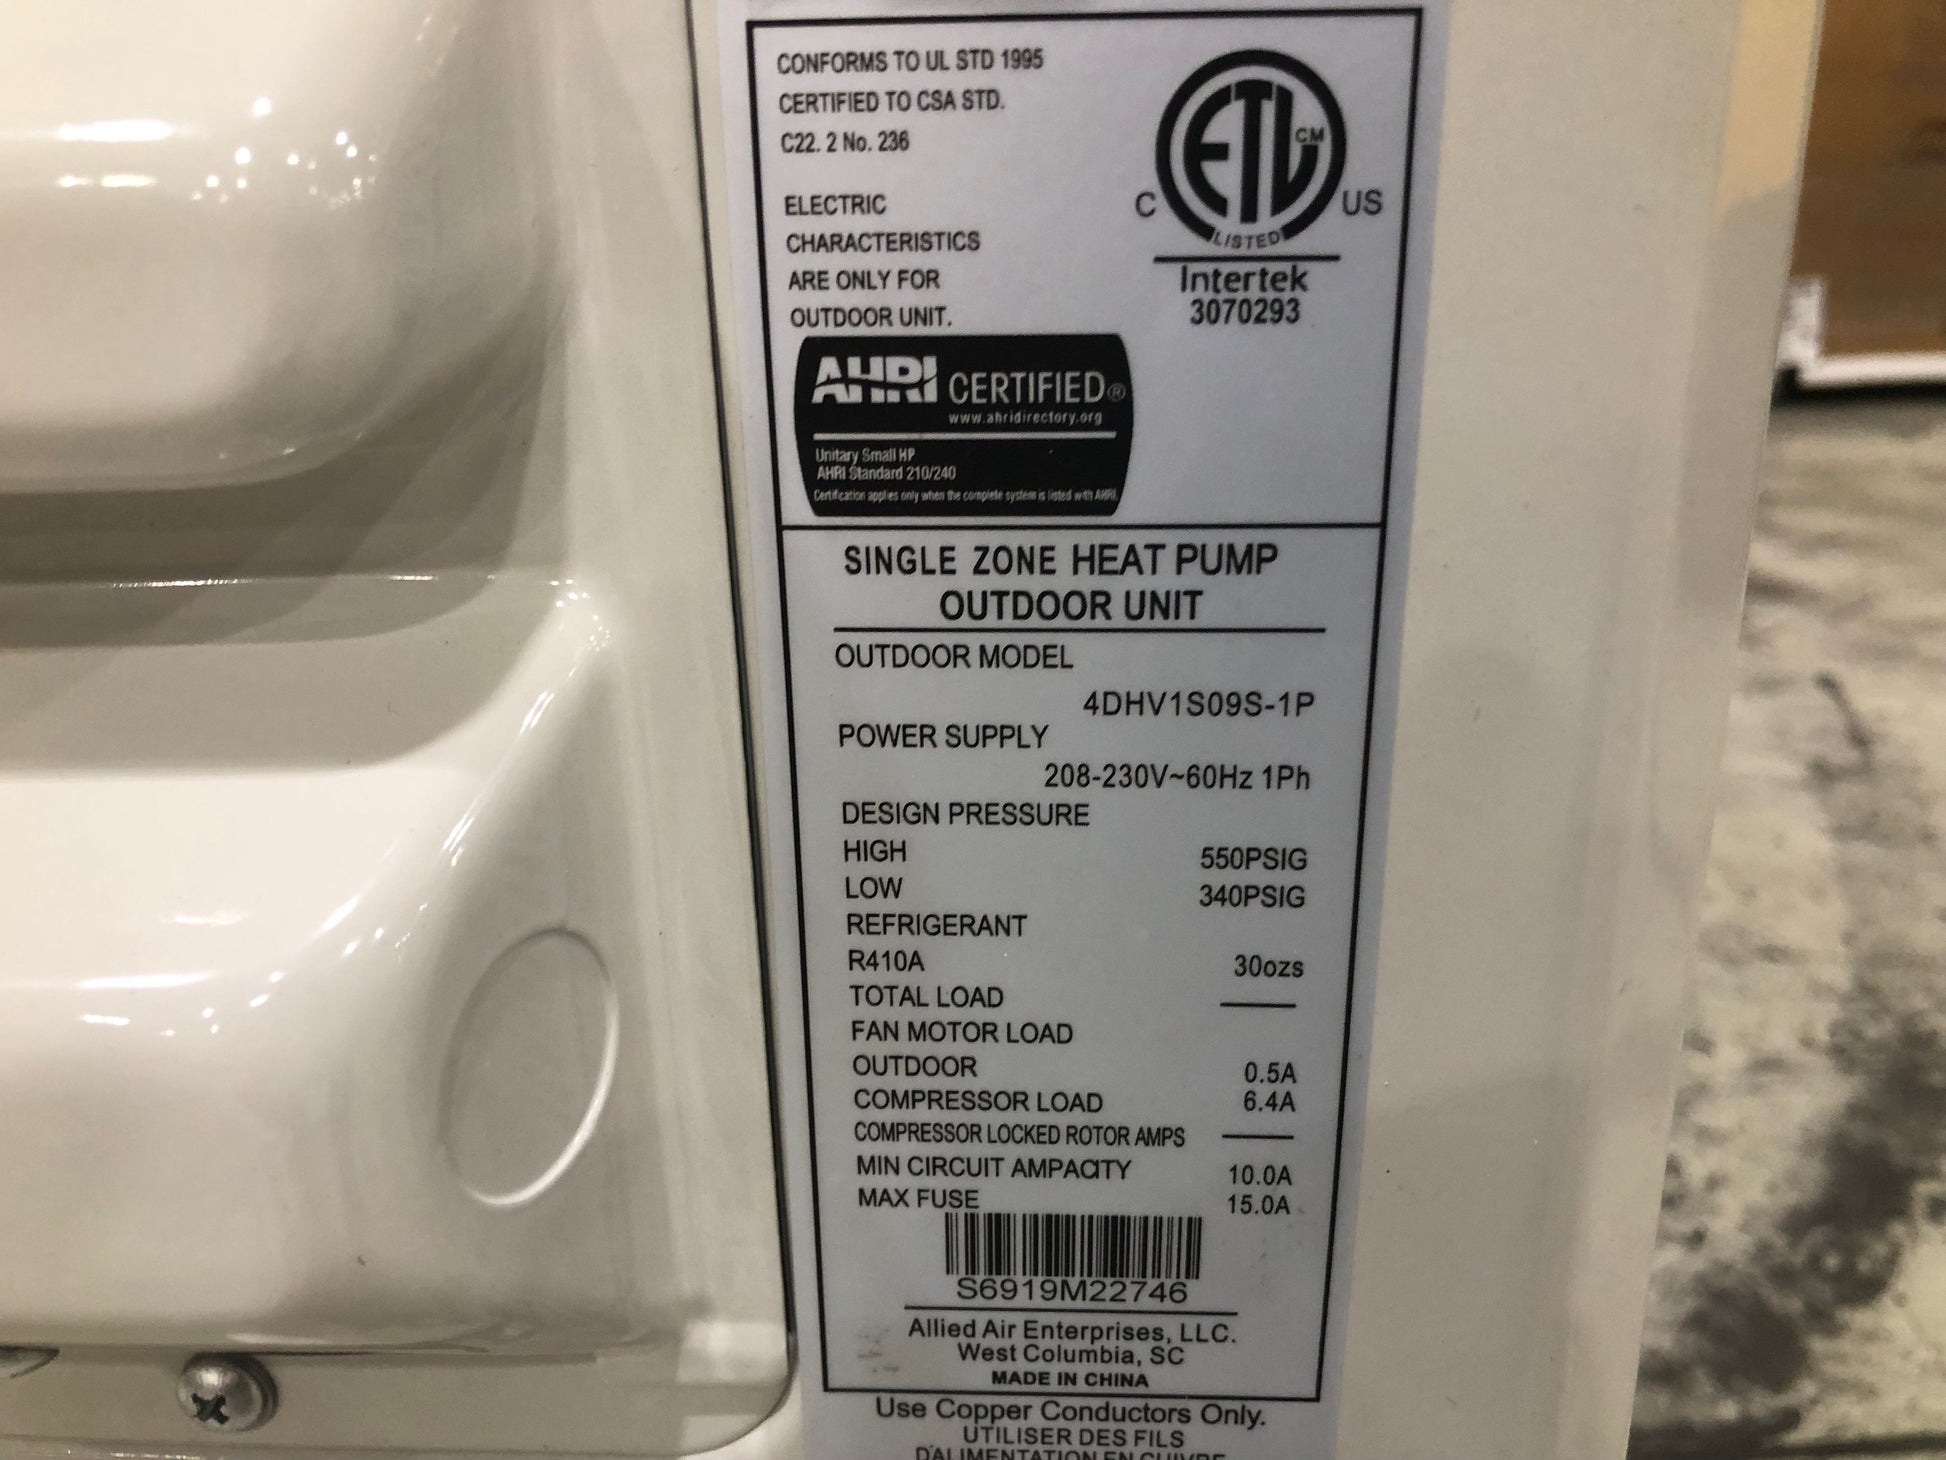 CONFORMS TO UL STD 1995
CERTIFIED TO CSA STD.
C22. 2 No. 236
ELECTRIC
CHARACTERISTICS
ARE ONLY FOR
OUTDOOR UNIT.
ETL CM
C US
LISTED
Intertek
3070293
AHRI CERTIFIED®
www.ahridirectory.org
Unitary Small HP
AHRI Standard 210/240
Certification applies only when the complete system is listed with AHRI.
SINGLE ZONE HEAT PUMP
OUTDOOR UNIT
OUTDOOR MODEL
4DHV1S09S-1P
POWER SUPPLY
208-230V~60Hz 1Ph
DESIGN PRESSURE
HIGH 550PSIG
LOW 340PSIG
REFRIGERANT
R410A 30ozs
TOTAL LOAD ——
FAN MOTOR LOAD
OUTDOOR 0.5A
COMPRESSOR LOAD 6.4A
COMPRESSOR LOCKED ROTOR AMPS ——
MIN CIRCUIT AMPACITY 10.0A
MAX FUSE 15.0A
S6919M22746
Allied Air Enterprises, LLC.
West Columbia, SC
MADE IN CHINA
Use Copper Conductors Only.
UTILISER DES FILS
D'ALIMENTATION EN CUIVRE